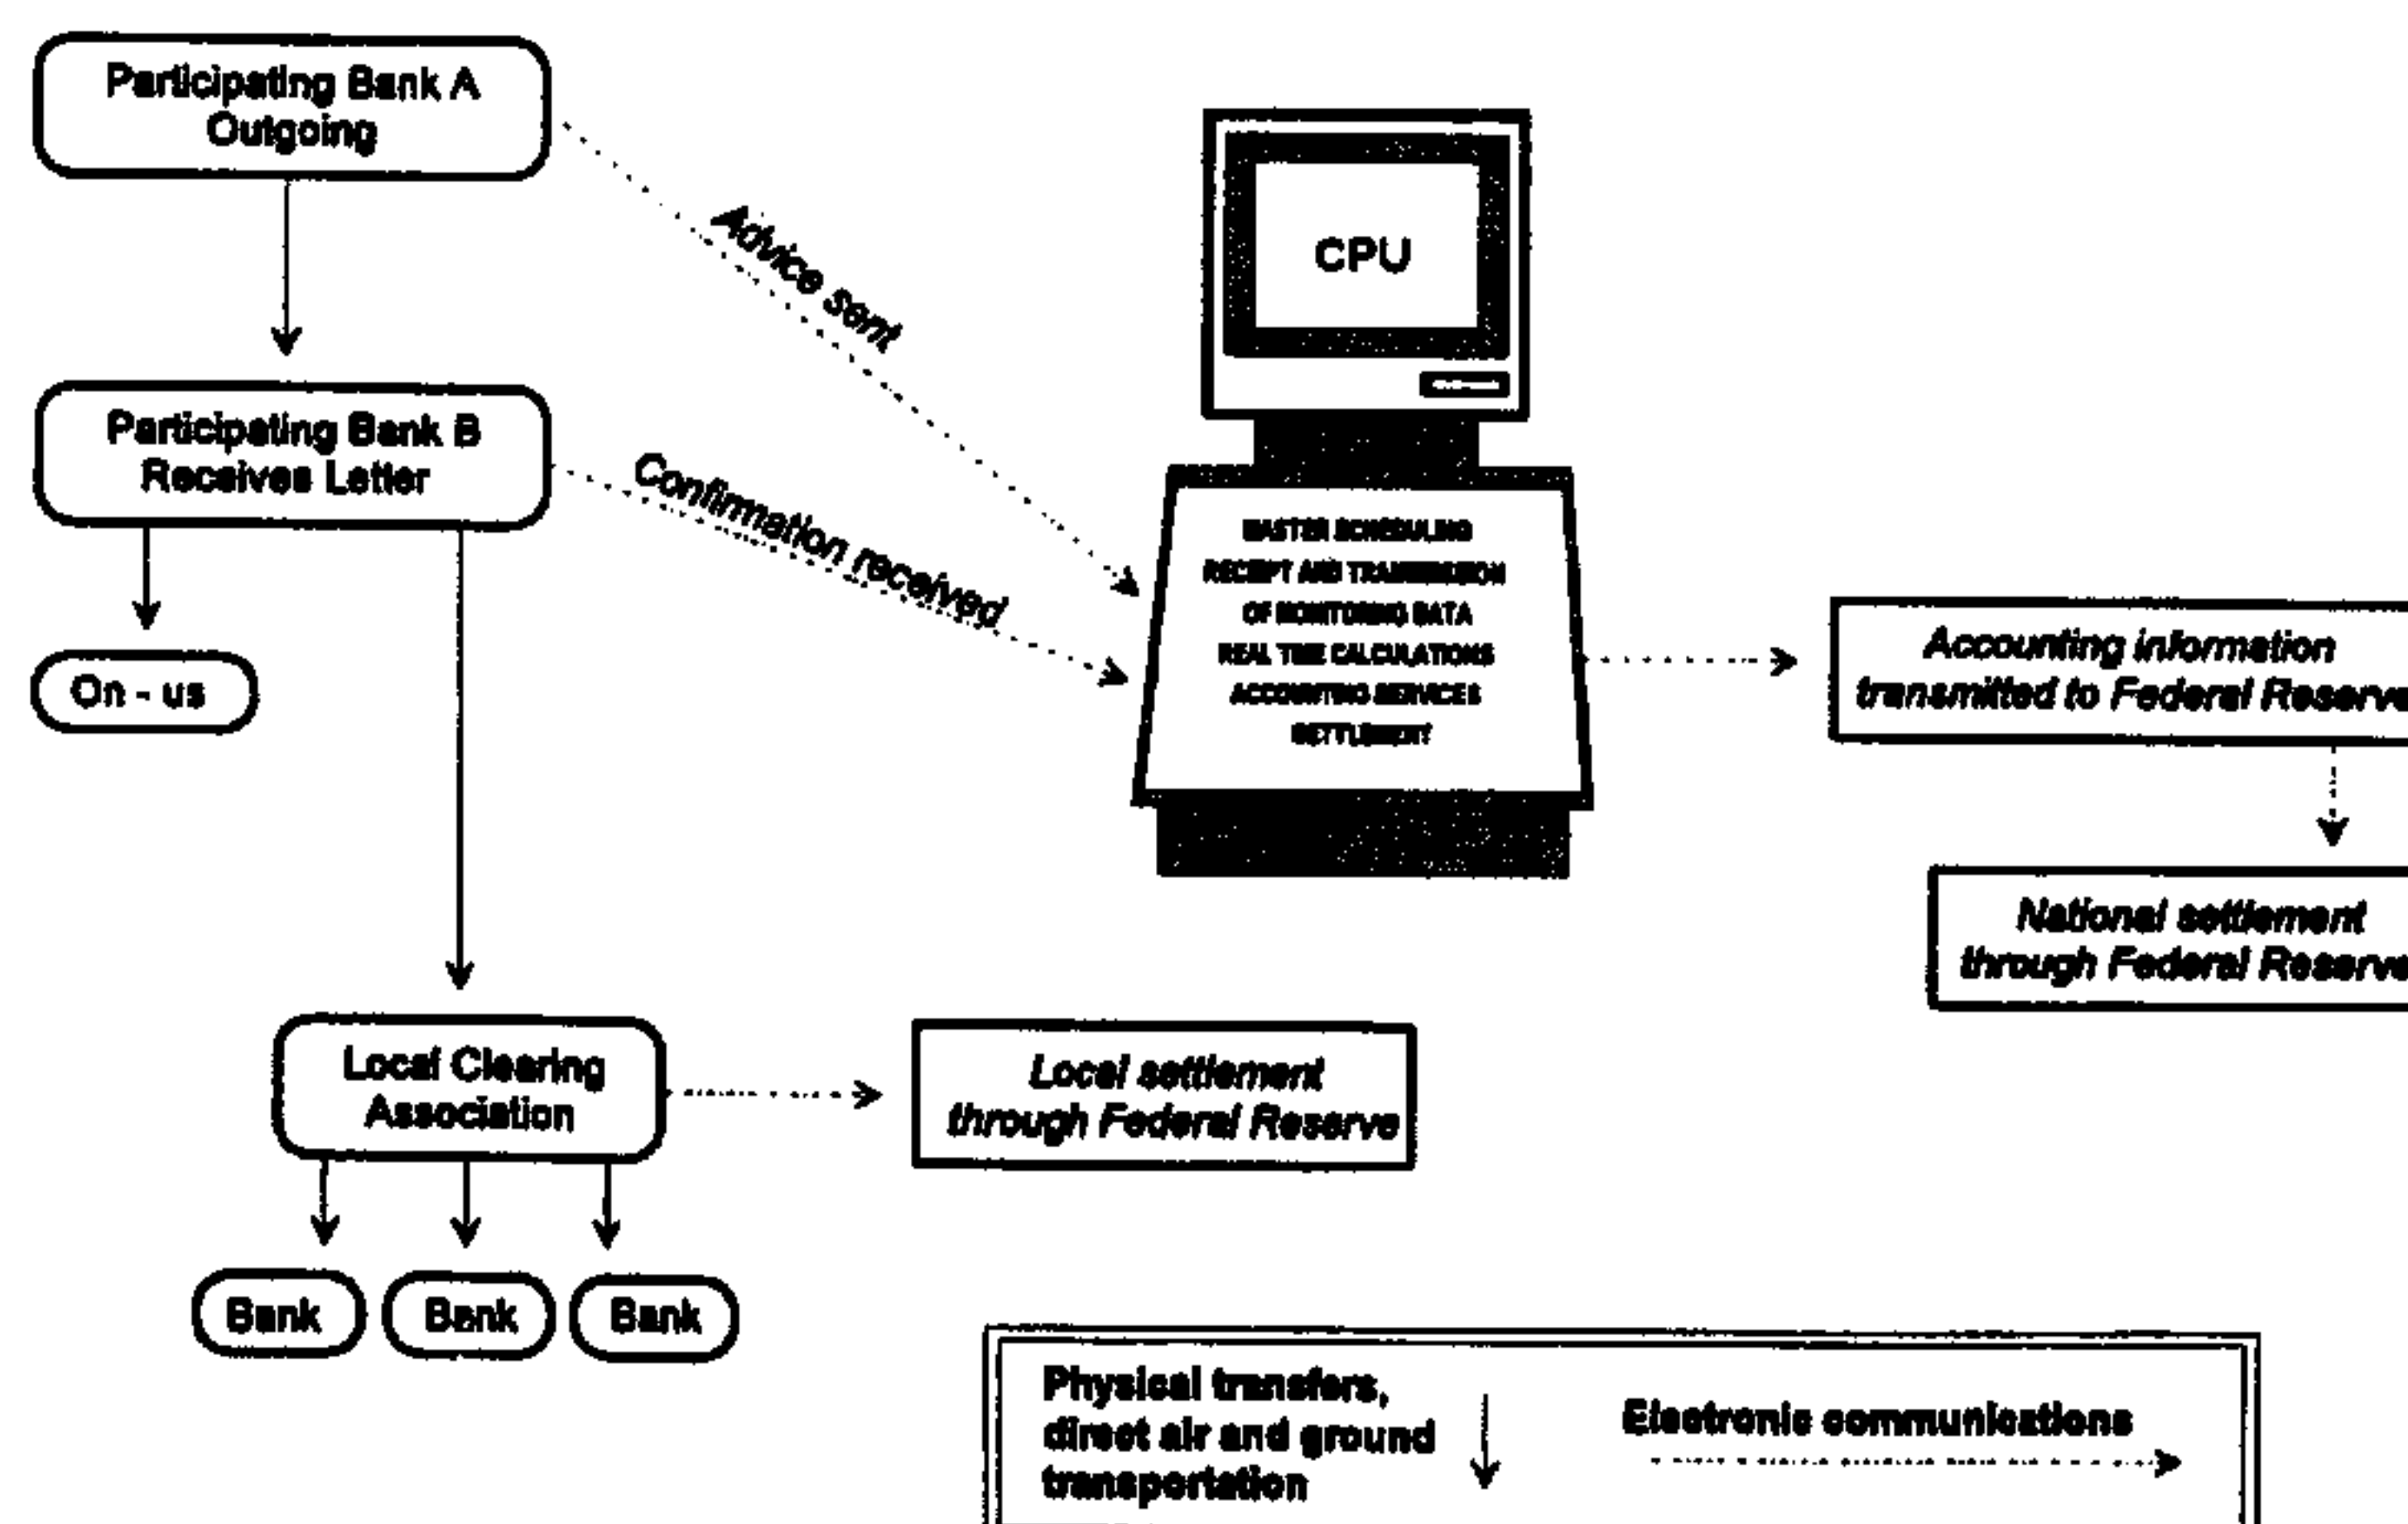 Participating Bank A
Outgoing
Advice sent
CPU
Participating Bank B
Receives Letter
Confirmation received
MASTER SCHEDULING
RECEIPT AND TRANSMISSION
OF MONITORING DATA
REAL TIME CALCULATIONS
ACCOUNTING SERVICES
SETTLEMENT
On - us
Accounting information
transmitted to Federal Reserve
National settlement
through Federal Reserve
Local Clearing
Association
Local settlement
through Federal Reserve
Bank
Bank
Bank
Physical transfers,
direct air and ground
transportation
Electronic communications